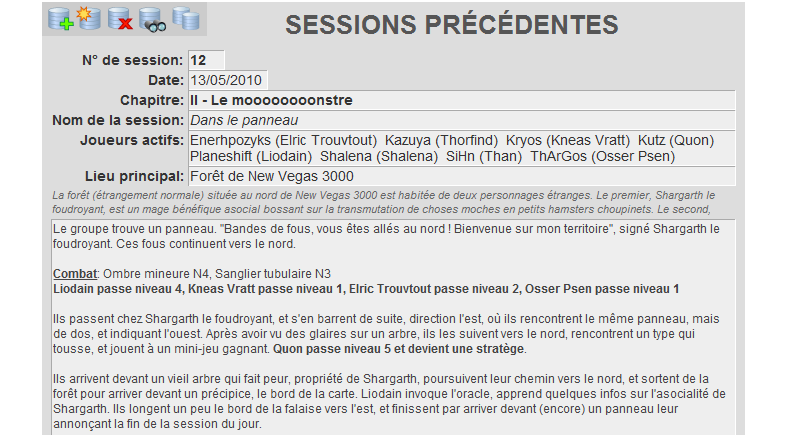 SESSIONS PRÉCÉDENTES
N° de session: 12
Date: 13/05/2010
Chapitre: II - Le moooooooonstre
Nom de la session: Dans le panneau
Joueurs actifs: Enerhpozyks (Elric Trouvtout)  Kazuya (Thorfind)  Kryos (Kneas Vratt)  Kutz (Quon)
Planeshift (Liodain)  Shalena (Shalena)  SiHn (Than)  ThArGos (Osser Psen)
Lieu principal: Forêt de New Vegas 3000
La forêt (étrangement normale) située au nord de New Vegas 3000 est habitée de deux personnages étranges. Le premier, Shargarth le
foudroyant, est un mage bénéfique asocial bossant sur la transmutation de choses moches en petits hamsters choupinets. Le second,
Le groupe trouve un panneau. "Bandes de fous, vous êtes allés au nord ! Bienvenue sur mon territoire", signé Shargarth le
foudroyant. Ces fous continuent vers le nord.
Combat: Ombre mineure N4, Sanglier tubulaire N3
Liodain passe niveau 4, Kneas Vratt passe niveau 1, Elric Trouvtout passe niveau 2, Osser Psen passe niveau 1
Ils passent chez Shargarth le foudroyant, et s'en barrent de suite, direction l'est, où ils rencontrent le même panneau, mais
de dos, et indiquant l'ouest. Après avoir vu des glaires sur un arbre, ils les suivent vers le nord, rencontrent un type qui
tousse, et jouent à un mini-jeu gagnant. Quon passe niveau 5 et devient une stratège.
Ils arrivent devant un vieil arbre qui fait peur, propriété de Shargarth, poursuivent leur chemin vers le nord, et sortent de la
forêt pour arriver devant un précipice, le bord de la carte. Liodain invoque l'oracle, apprend quelques infos sur l'asocialité de
Shargarth. Ils longent un peu le bord de la falaise vers l'est, et finissent par arriver devant (encore) un panneau leur
annonçant la fin de la session du jour.